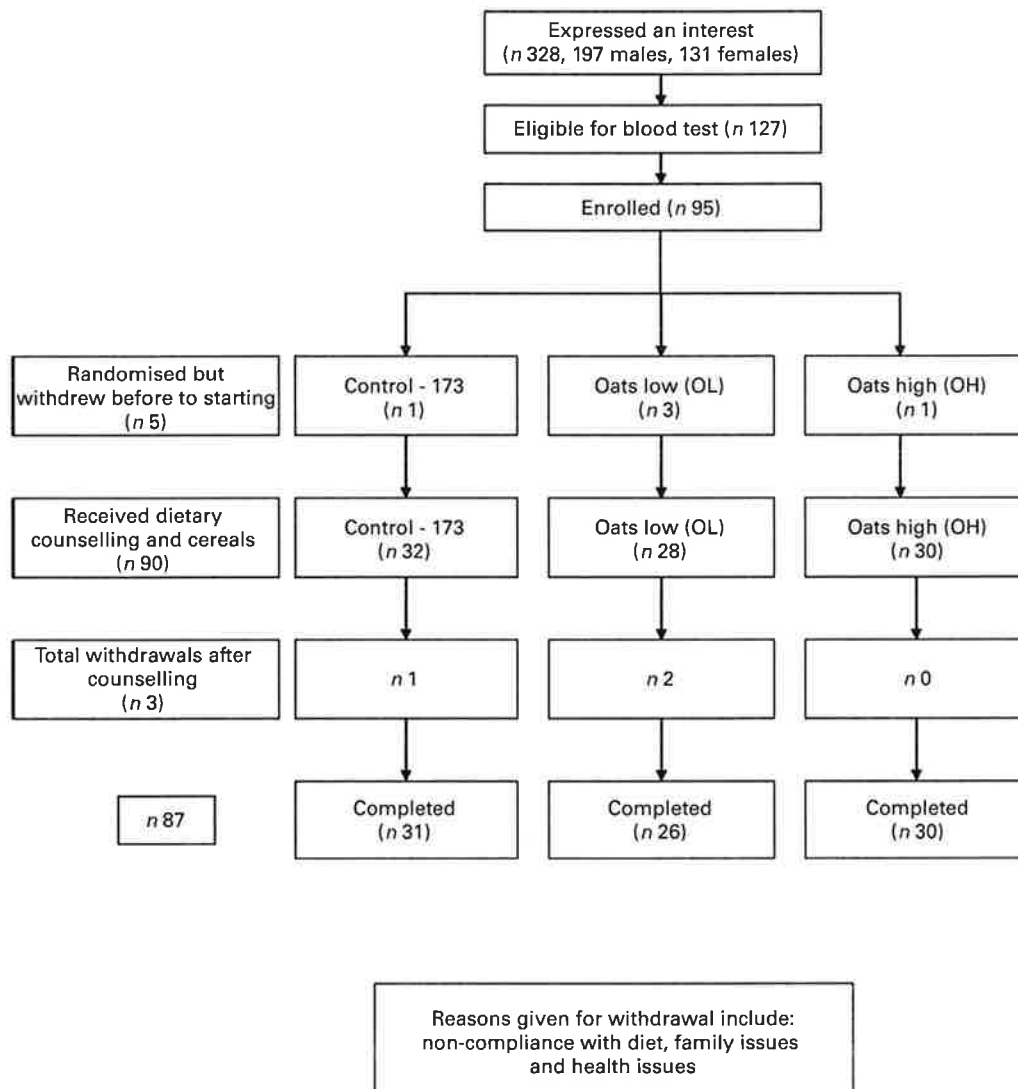 Expressed an interest
(n 328, 197 males, 131 females)
Eligible for blood test (n 127)
Enrolled (n 95)
Randomised but
withdrew before to starting
(n 5)
Control - 173
(n 1)
Oats low (OL)
(n 3)
Oats high (OH)
(n 1)
Received dietary
counselling and cereals
(n 90)
Control - 173
(n 32)
Oats low (OL)
(n 28)
Oats high (OH)
(n 30)
Total withdrawals after
counselling
(n 3)
n 1
n 2
n 0
n 87
Completed
(n 31)
Completed
(n 26)
Completed
(n 30)
Reasons given for withdrawal include:
non-compliance with diet, family issues
and health issues